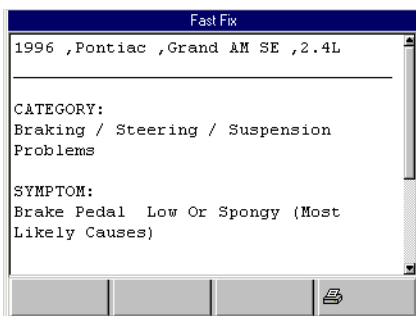 Fast Fix
1996 ,Pontiac ,Grand AM SE ,2.4L
CATEGORY:
Braking / Steering / Suspension
Problems
SYMPTOM:
Brake Pedal  Low Or Spongy (Most
Likely Causes)